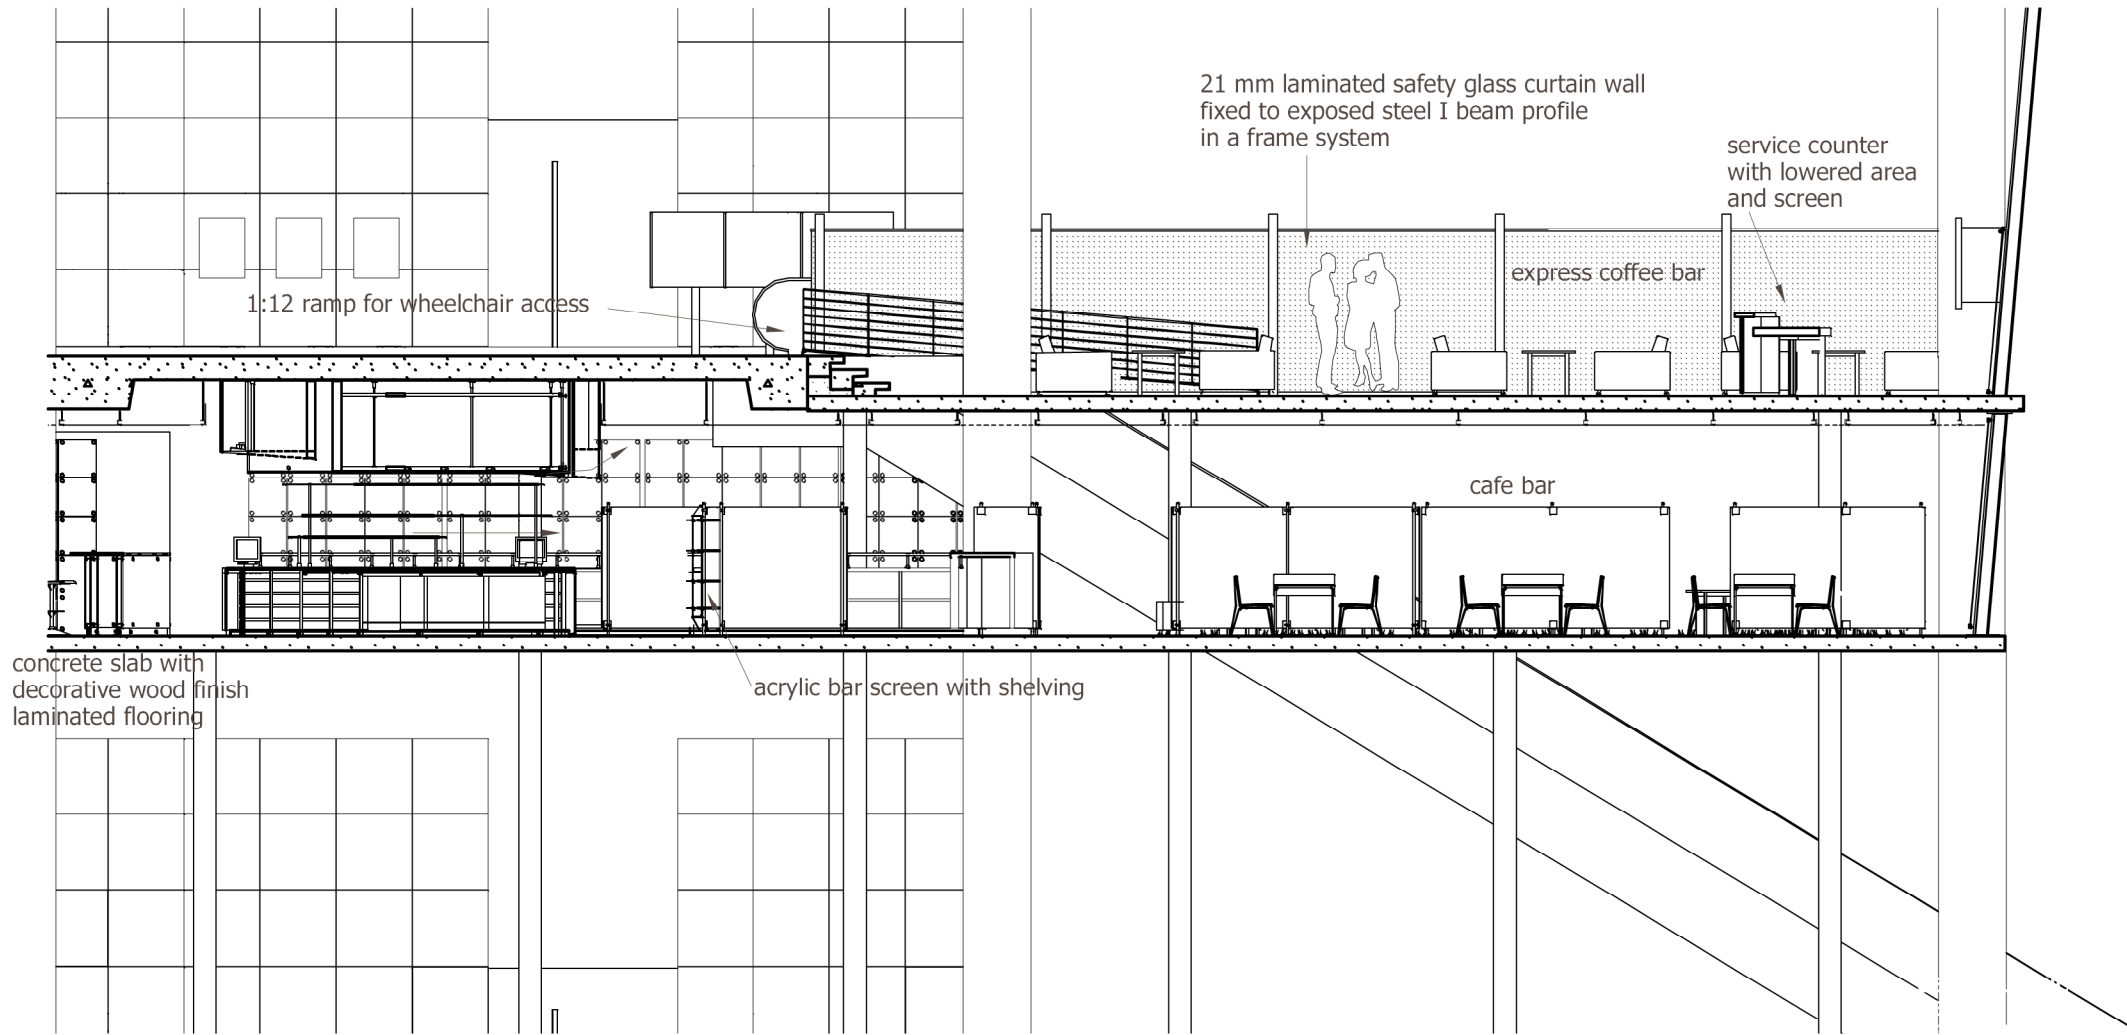 21 mm laminated safety glass curtain wall
fixed to exposed steel I beam profile
in a frame system
service counter
with lowered area
and screen
express coffee bar
1:12 ramp for wheelchair access
cafe bar
concrete slab with
decorative wood finish
laminated flooring
acrylic bar screen with shelving